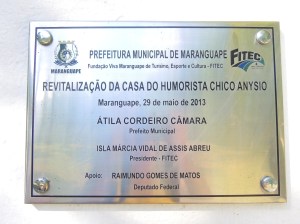 PREFEITURA MUNICIPAL DE MARANGUAPE
Fundação Viva Maranguape de Turismo, Esporte e Cultura - FITEC
MARANGUAPE
FITEC
REVITALIZAÇÃO DA CASA DO HUMORISTA CHICO ANYSIO
Maranguape, 29 de maio de 2013
ÁTILA CORDEIRO CÂMARA
Prefeito Municipal
ISLA MÁRCIA VIDAL DE ASSIS ABREU
Presidente - FITEC
Apoio: RAIMUNDO GOMES DE MATOS
Deputado Federal